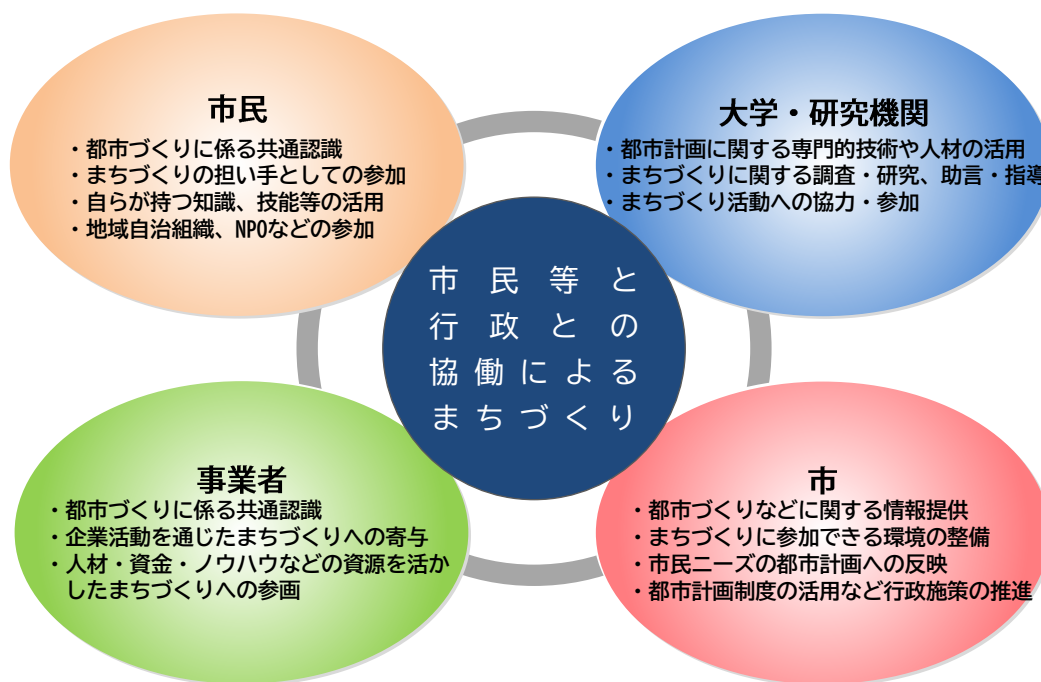 市民
・都市づくりに係る共通認識
・まちづくりの担い手としての参加
・自らが持つ知識、技能等の活用
・地域自治組織、NPOなどの参加
大学・研究機関
・都市計画に関する専門的技術や人材の活用
・まちづくりに関する調査・研究、助言・指導
・まちづくり活動への協力・参加
市民等と
行政との
協働による
まちづくり
事業者
・都市づくりに係る共通認識
・企業活動を通じたまちづくりへの寄与
・人材・資金・ノウハウなどの資源を活か
したまちづくりへの参画
市
・都市づくりなどに関する情報提供
・まちづくりに参加できる環境の整備
・市民ニーズの都市計画への反映
・都市計画制度の活用など行政施策の推進